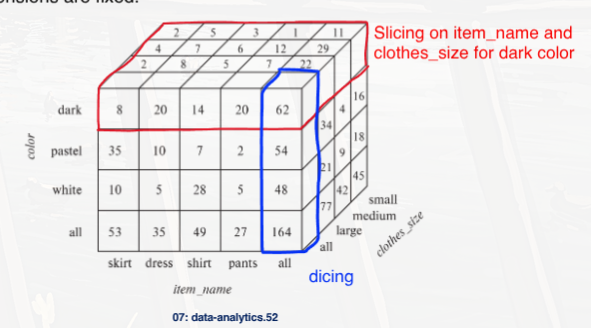 ensions are fixed.
2 5 3 1 11
4 7 6 12 29
2 8 5 7 22
Slicing on item_name and
clothes_size for dark color
color
dark 8 20 14 20 62
pastel 35 10 7 2 54
white 10 5 28 5 48
all 53 35 49 27 164
34 4 16
21 9 18
77 42 45
small
medium
large
all
clothes_size
skirt dress shirt pants all
item_name
dicing
07: data-analytics.52